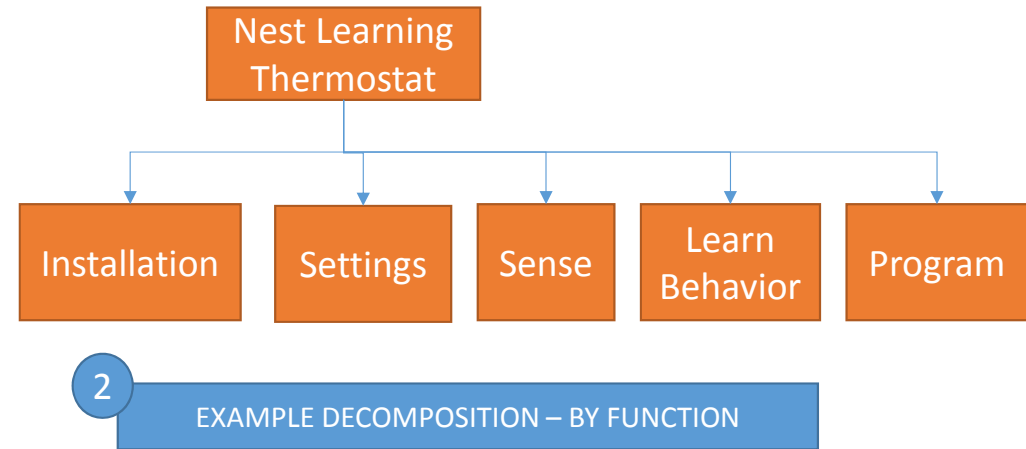 Nest Learning
Thermostat
Installation
Settings
Sense
Learn
Behavior
Program
2
EXAMPLE DECOMPOSITION – BY FUNCTION